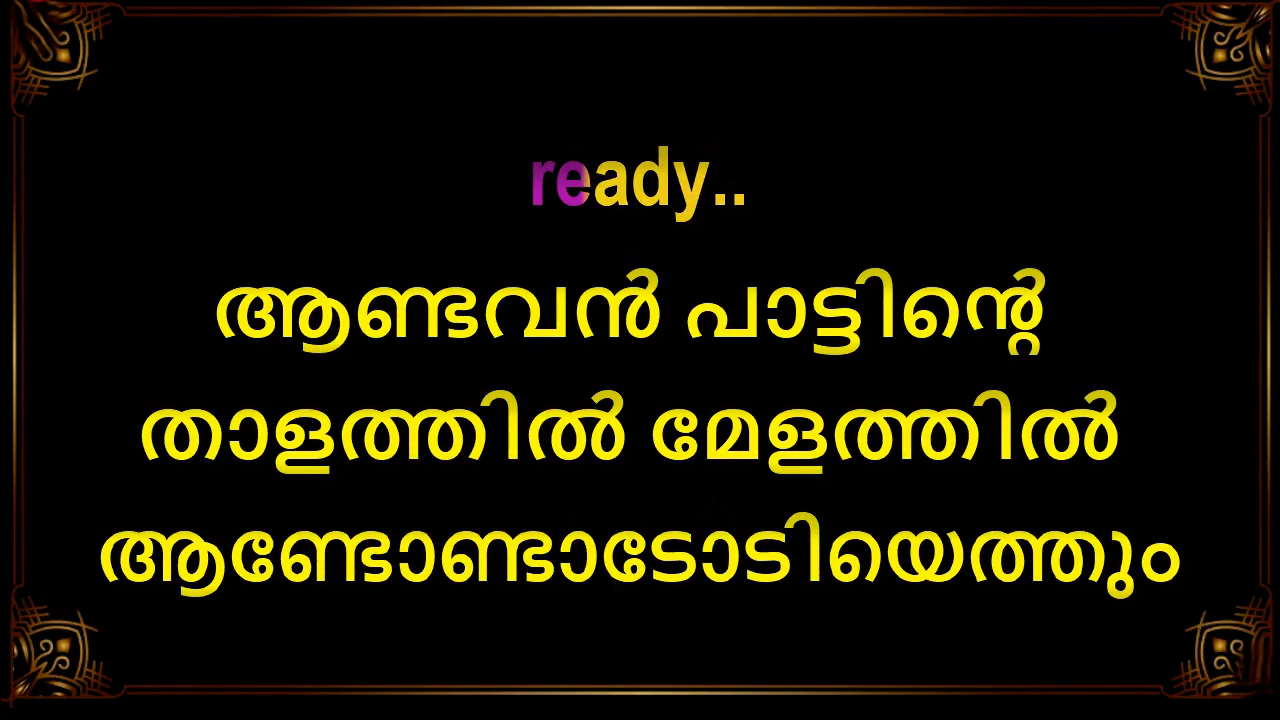 ready..
ആണ്ടവൻ പാട്ടിന്റെ
താളത്തിൽ മേളത്തിൽ
ആണ്ടോണ്ടാടോടിയെത്തും